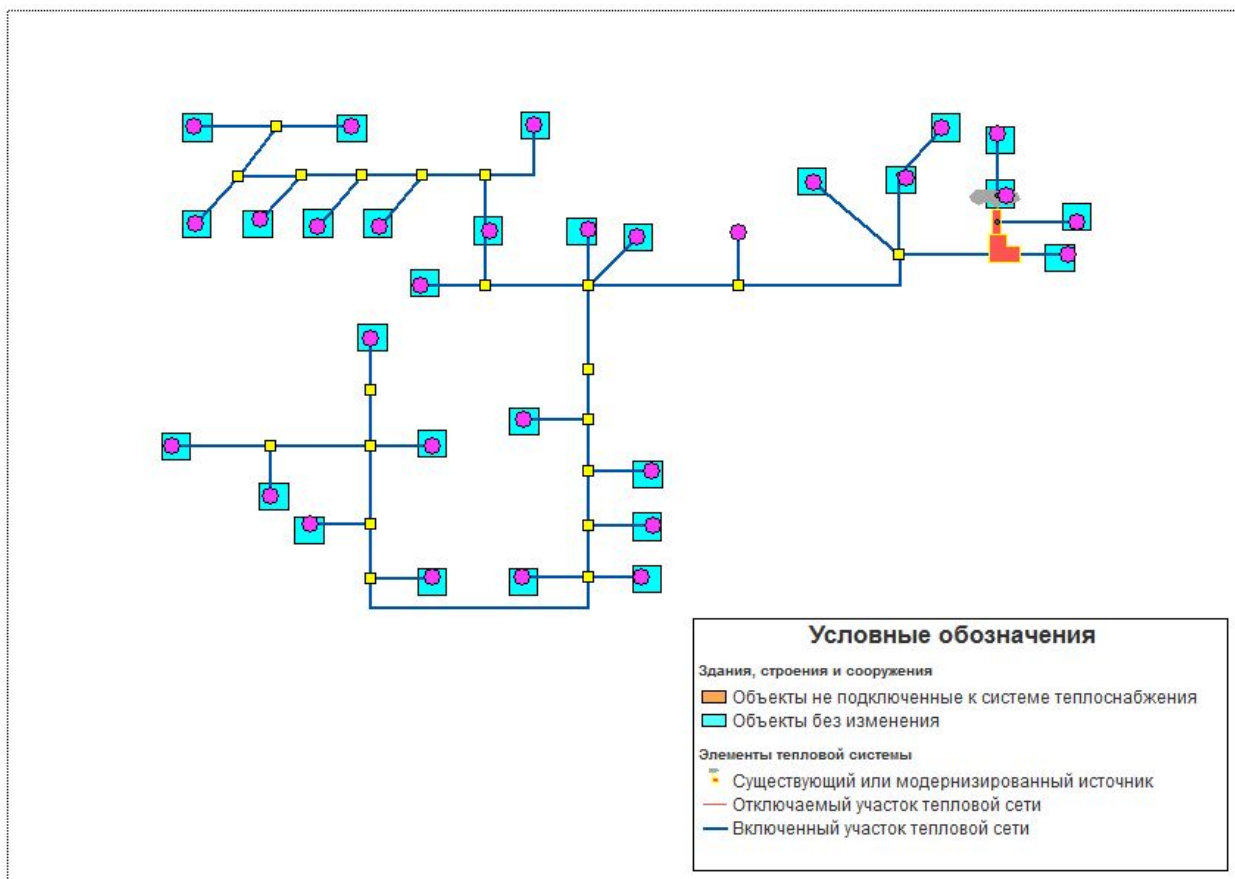 Условные обозначения
Здания, строения и сооружения
Объекты не подключенные к системе теплоснабжения
Объекты без изменения
Элементы тепловой системы
Существующий или модернизированный источник
Отключаемый участок тепловой сети
Включенный участок тепловой сети